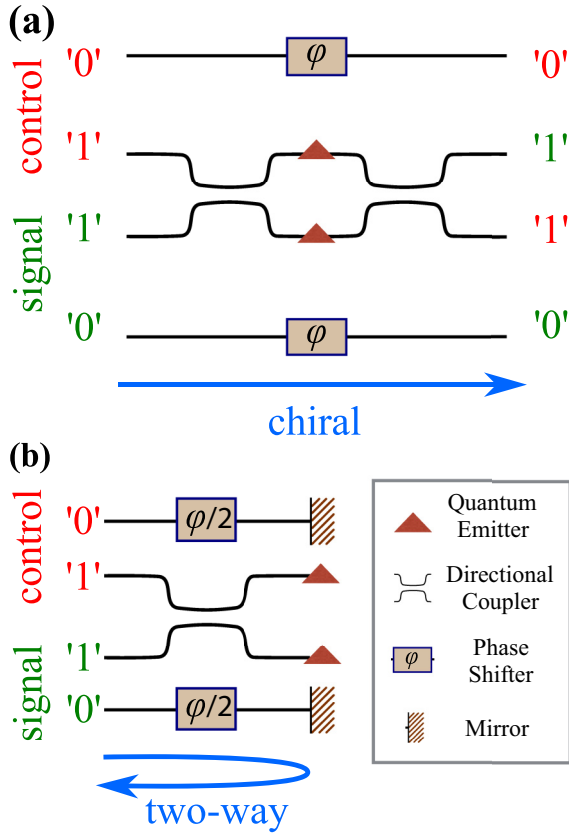 (a)
control
signal
'0' φ '0'
'1' '1'
'1' '1'
'0' φ '0'
chiral
(b)
control
signal
'0' φ/2
'1'
'1'
'0' φ/2
two-way
Quantum
Emitter
Directional
Coupler
φ Phase
Shifter
Mirror